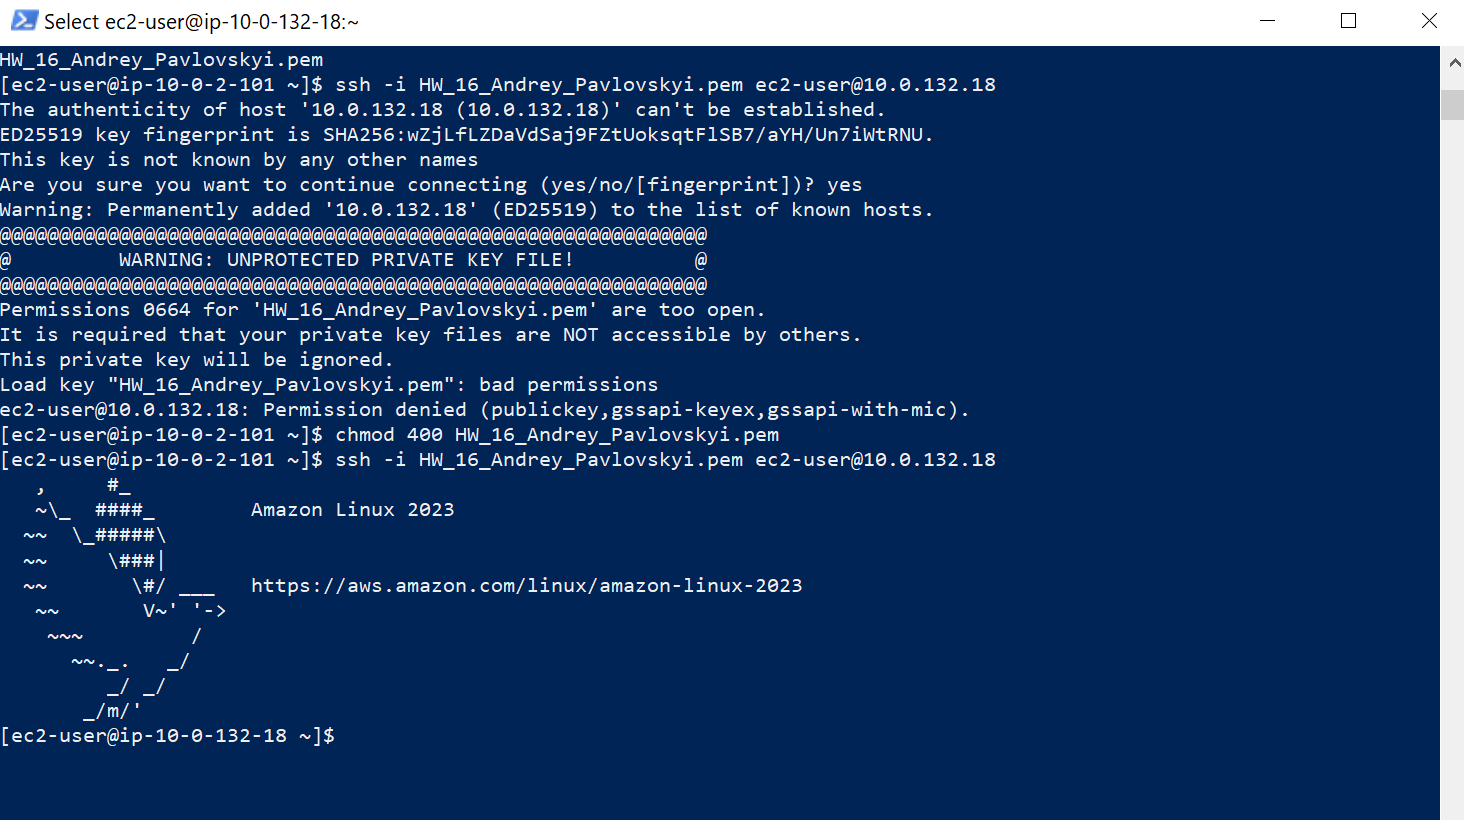 Select ec2-user@ip-10-0-132-18:~
HW_16_Andrey_Pavlovskyi.pem
[ec2-user@ip-10-0-2-101 ~]$ ssh -i HW_16_Andrey_Pavlovskyi.pem ec2-user@10.0.132.18
The authenticity of host '10.0.132.18 (10.0.132.18)' can't be established.
ED25519 key fingerprint is SHA256:wZjLfLZDaVdSaj9FZtUoksqtFlSB7/aYH/Un7iWtRNU.
This key is not known by any other names
Are you sure you want to continue connecting (yes/no/[fingerprint])? yes
Warning: Permanently added '10.0.132.18' (ED25519) to the list of known hosts.
@@@@@@@@@@@@@@@@@@@@@@@@@@@@@@@@@@@@@@@@@@@@@@@@@@@@@@@@@@@
@         WARNING: UNPROTECTED PRIVATE KEY FILE!          @
@@@@@@@@@@@@@@@@@@@@@@@@@@@@@@@@@@@@@@@@@@@@@@@@@@@@@@@@@@@
Permissions 0664 for 'HW_16_Andrey_Pavlovskyi.pem' are too open.
It is required that your private key files are NOT accessible by others.
This private key will be ignored.
Load key "HW_16_Andrey_Pavlovskyi.pem": bad permissions
ec2-user@10.0.132.18: Permission denied (publickey,gssapi-keyex,gssapi-with-mic).
[ec2-user@ip-10-0-2-101 ~]$ chmod 400 HW_16_Andrey_Pavlovskyi.pem
[ec2-user@ip-10-0-2-101 ~]$ ssh -i HW_16_Andrey_Pavlovskyi.pem ec2-user@10.0.132.18
   ,     #_
   ~\_  ####_        Amazon Linux 2023
  ~~  \_#####\
  ~~     \###|
  ~~       \#/ ___   https://aws.amazon.com/linux/amazon-linux-2023
   ~~       V~' '->
    ~~~         /
      ~~._.   _/
         _/ _/
       _/m/'
[ec2-user@ip-10-0-132-18 ~]$